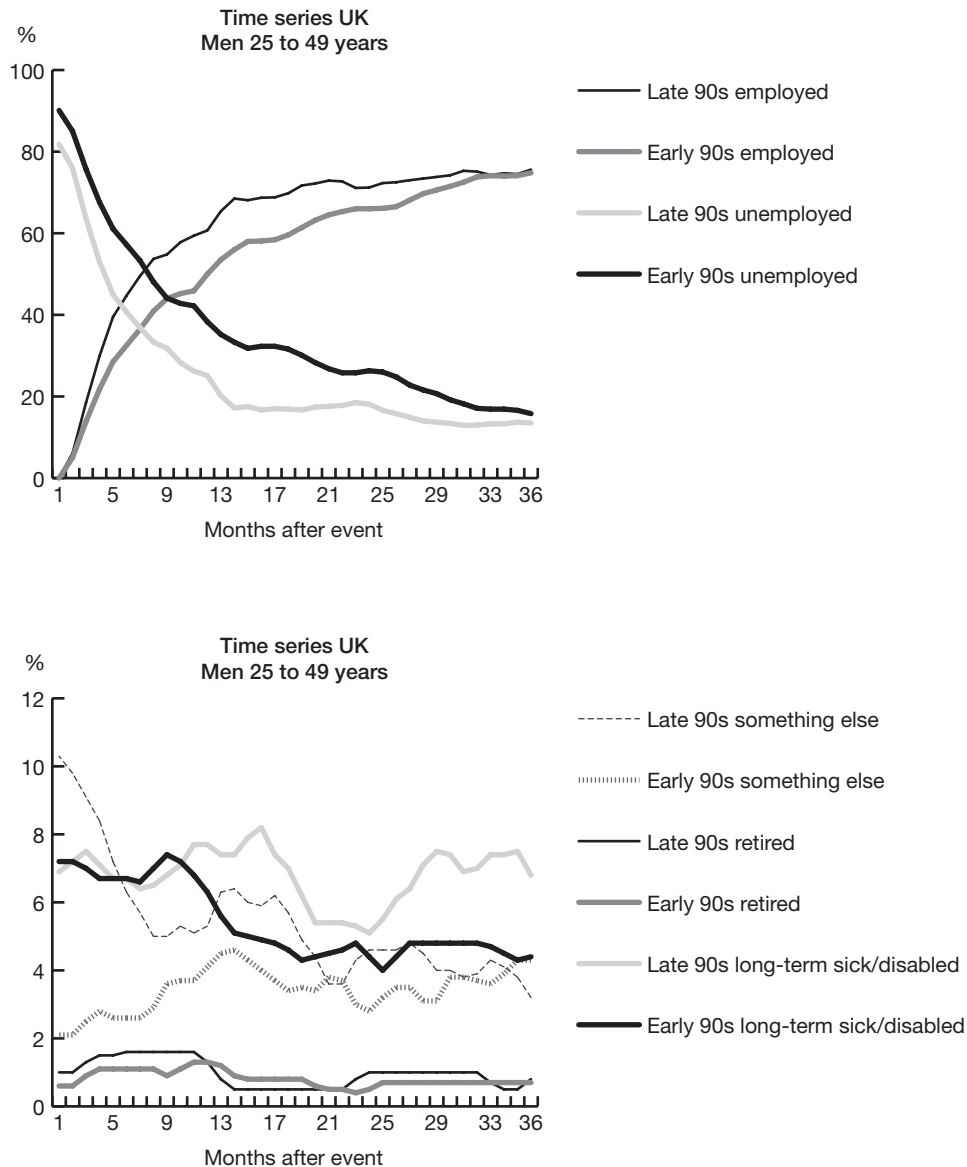 Time series UK
Men 25 to 49 years
%
100
80
60
40
20
0
1 5 9 13 17 21 25 29 33 36
Months after event
Late 90s employed
Early 90s employed
Late 90s unemployed
Early 90s unemployed
Time series UK
Men 25 to 49 years
%
12
10
8
6
4
2
0
1 5 9 13 17 21 25 29 33 36
Months after event
Late 90s something else
Early 90s something else
Late 90s retired
Early 90s retired
Late 90s long-term sick/disabled
Early 90s long-term sick/disabled